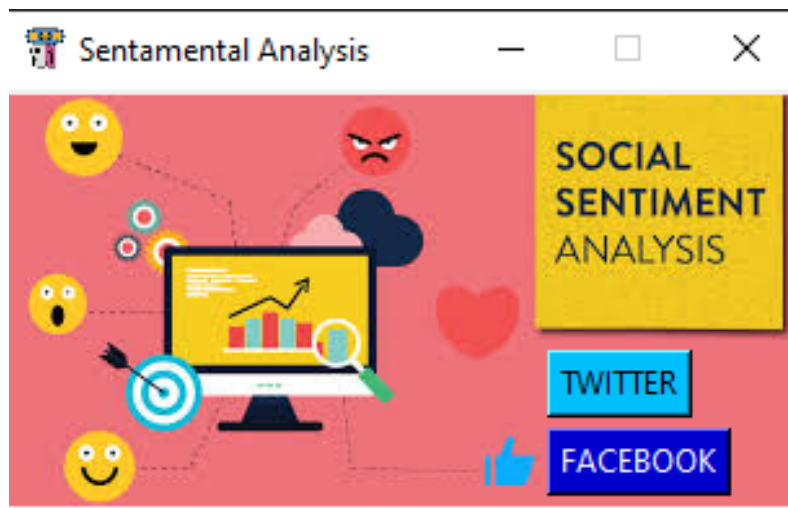 Sentamental Analysis
SOCIAL
SENTIMENT
ANALYSIS
TWITTER
FACEBOOK